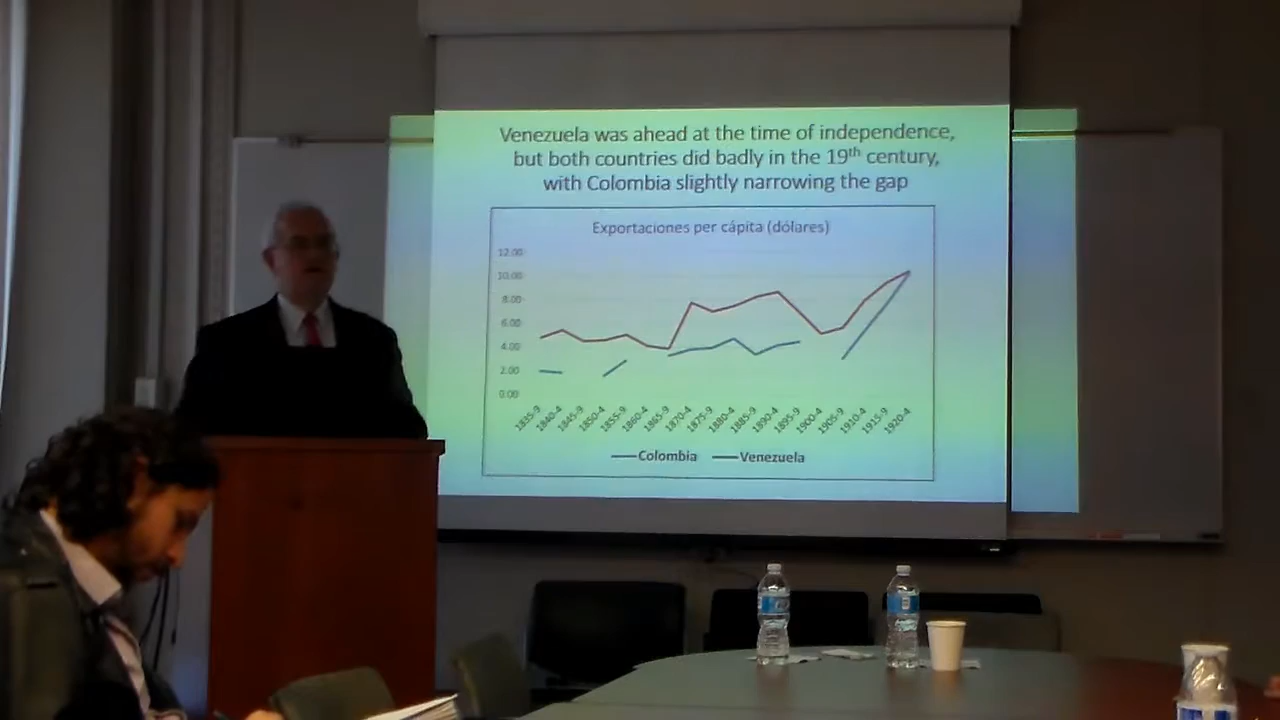 Venezuela was ahead at the time of independence,
but both countries did badly in the 19th century,
with Colombia slightly narrowing the gap
Exportaciones per cápita (dólares)
12.00
10.00
8.00
6.00
4.00
2.00
0.00
1835-9 1840-4 1845-9 1850-4 1855-9 1860-4 1865-9 1870-4 1875-9 1880-4 1885-9 1890-4 1895-9 1900-4 1905-9 1910-4 1915-9 1920-4
Colombia Venezuela